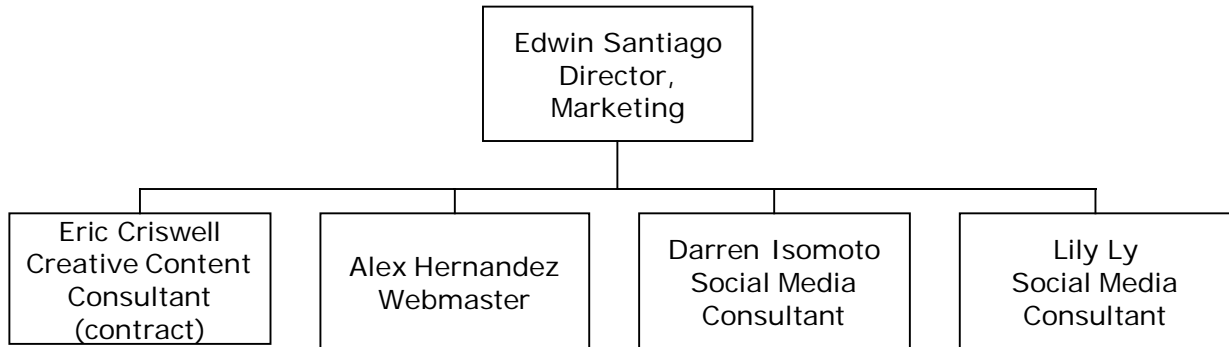 Edwin Santiago
Director,
Marketing
Eric Criswell
Creative Content
Consultant
(contract)
Alex Hernandez
Webmaster
Darren Isomoto
Social Media
Consultant
Lily Ly
Social Media
Consultant